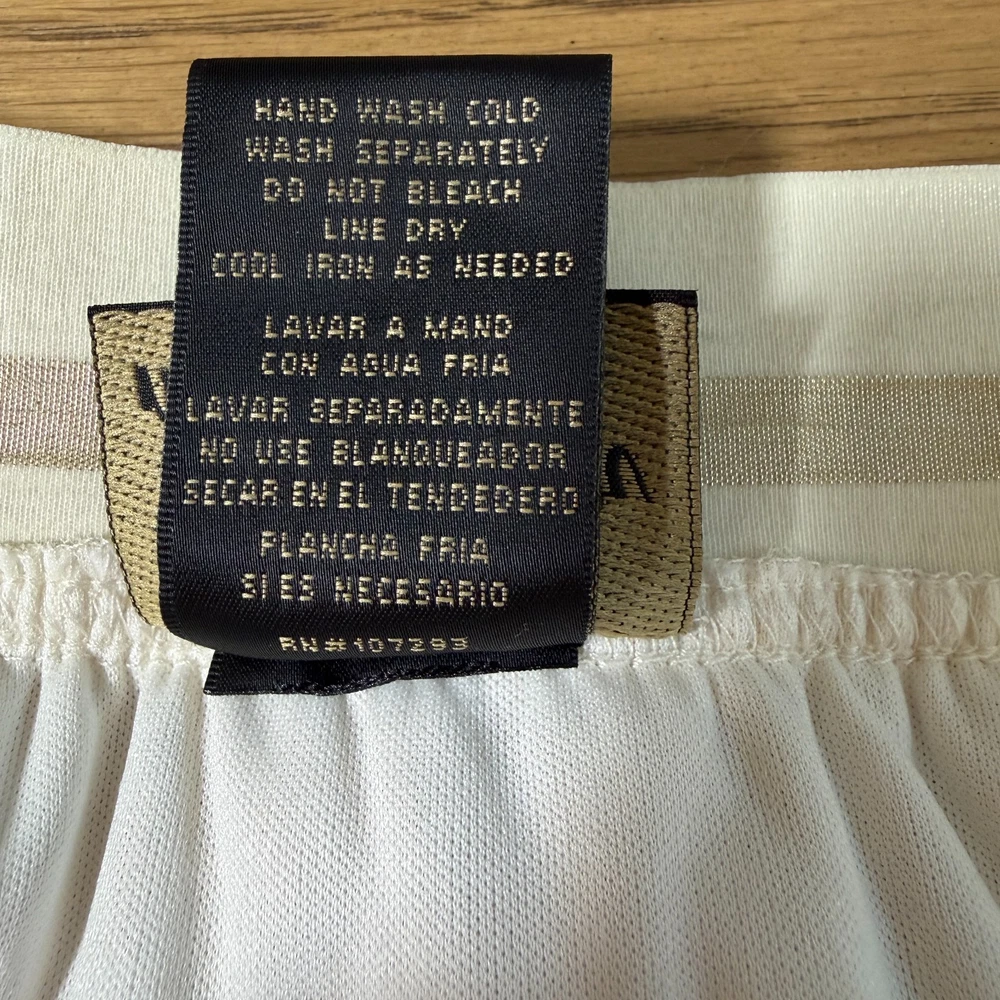 HAND WASH COLD
WASH SEPARATELY
DO NOT BLEACH
LINE DRY
COOL IRON AS NEEDED
LAVAR A MANO
CON AGUA FRIA
LAVAR SEPARADAMENTE
NO USE BLANQUEADOR
SECAR EN EL TENDEDERO
PLANCHA FRIA
SI ES NECESARIO
RN#107293